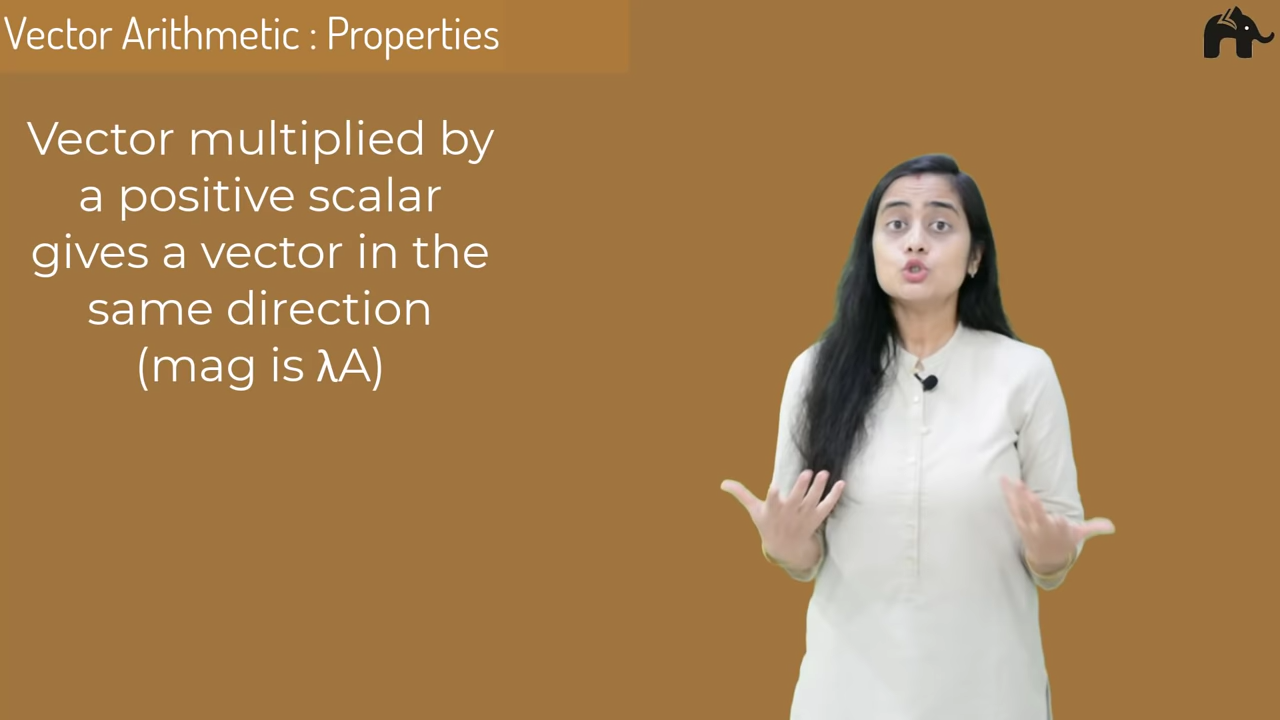 Vector Arithmetic : Properties
Vector multiplied by
a positive scalar
gives a vector in the
same direction
(mag is λA)